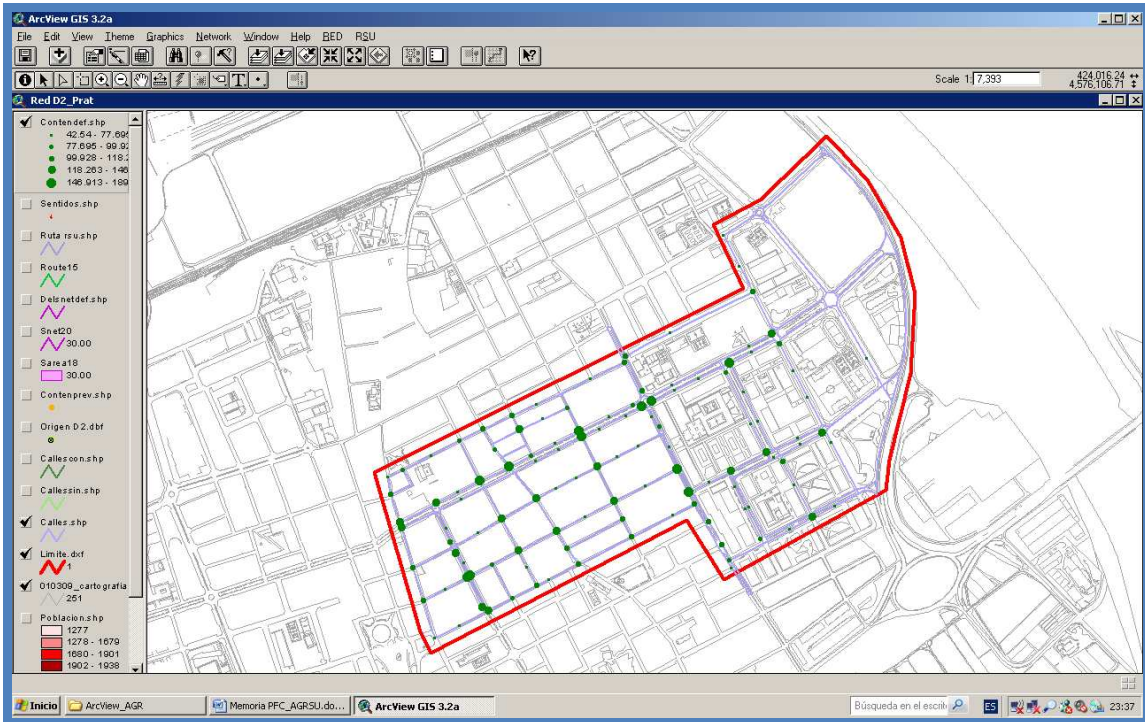 ArcView GIS 3.2a
File Edit View Theme Graphics Network Window Help RED RSU
Scale 1: 7,393
424,016.24
4,576,106.71
Red D2_Prat
Contendef.shp
42.54 - 77.695
77.695 - 99.92
99.928 - 118.2
118.263 - 146
146.913 - 189
Sentidos.shp
Ruta rsu.shp
Route15
Delsnetdef.shp
Snet20
30.00
Sarea18
30.00
Contenprev.shp
Origen D2.dbf
Callescon.shp
Callessin.shp
Calles.shp
Limite.dxf
1
010309_cartografia
251
Poblacion.shp
1277
1278 - 1679
1680 - 1901
1902 - 1938
Inicio ArcView_AGR Memoria PFC_AGRSU.do... ArcView GIS 3.2a Búsqueda en el escrit ES 23:37